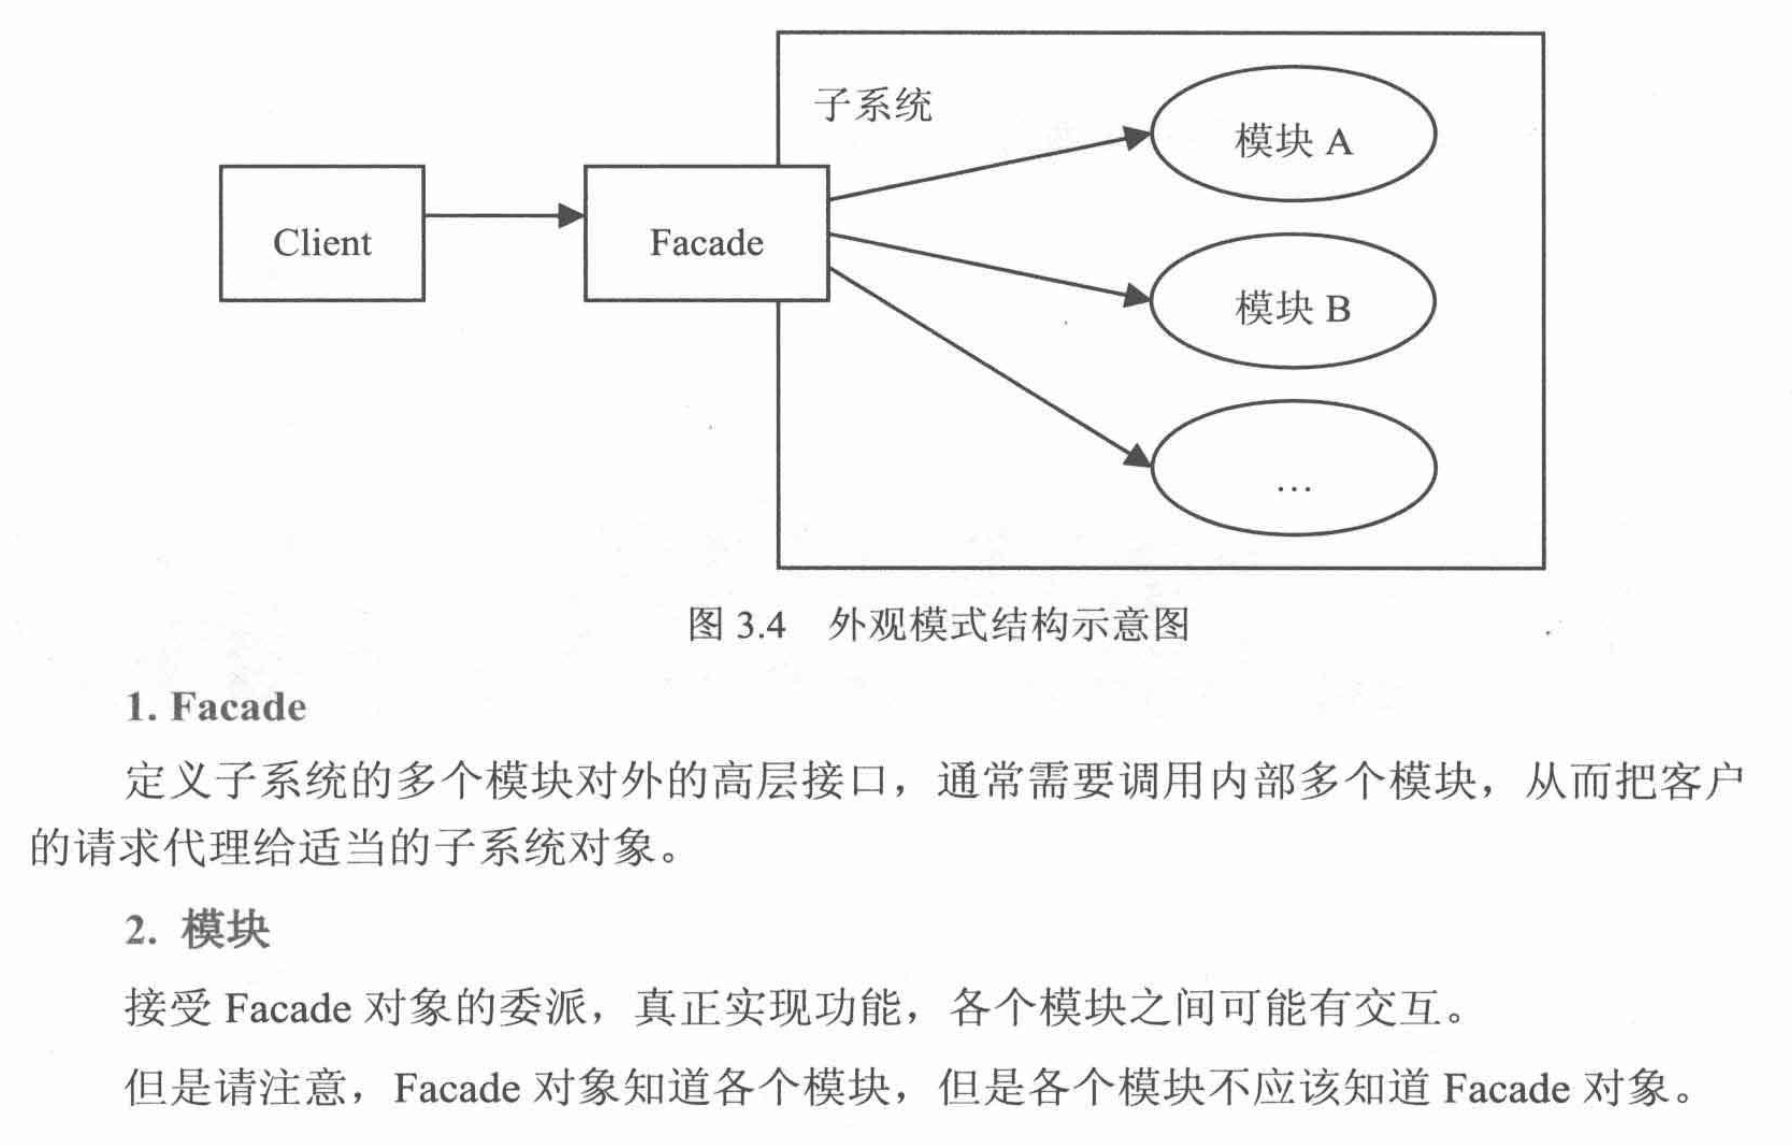 子系统
模块 A
Client
Facade
模块 B
…
图 3.4 外观模式结构示意图
1. Facade
定义子系统的多个模块对外的高层接口，通常需要调用内部多个模块，从而把客户
的请求代理给适当的子系统对象。
2. 模块
接受 Facade 对象的委派，真正实现功能，各个模块之间可能有交互。
但是请注意，Facade 对象知道各个模块，但是各个模块不应该知道 Facade 对象。